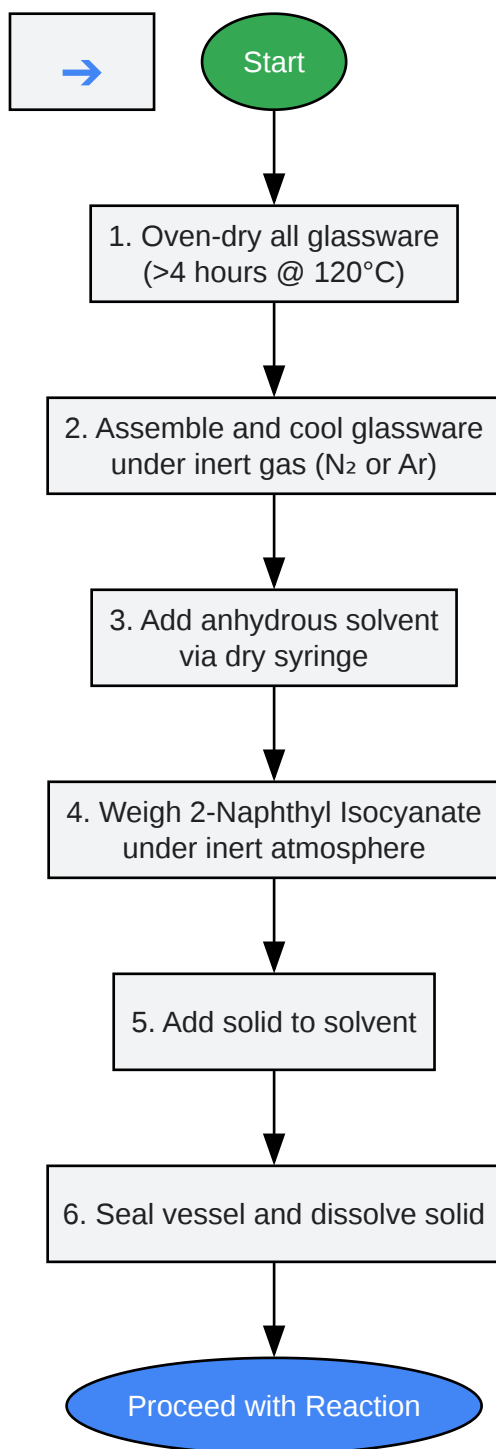 ➔
Start
1. Oven-dry all glassware
(>4 hours @ 120°C)
2. Assemble and cool glassware
under inert gas (N₂ or Ar)
3. Add anhydrous solvent
via dry syringe
4. Weigh 2-Naphthyl Isocyanate
under inert atmosphere
5. Add solid to solvent
6. Seal vessel and dissolve solid
Proceed with Reaction